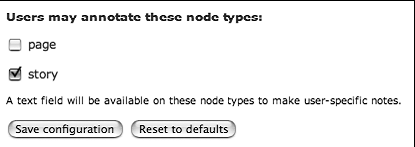 Users may annotate these node types:
page
story
A text field will be available on these node types to make user-specific notes.
Save configuration Reset to defaults